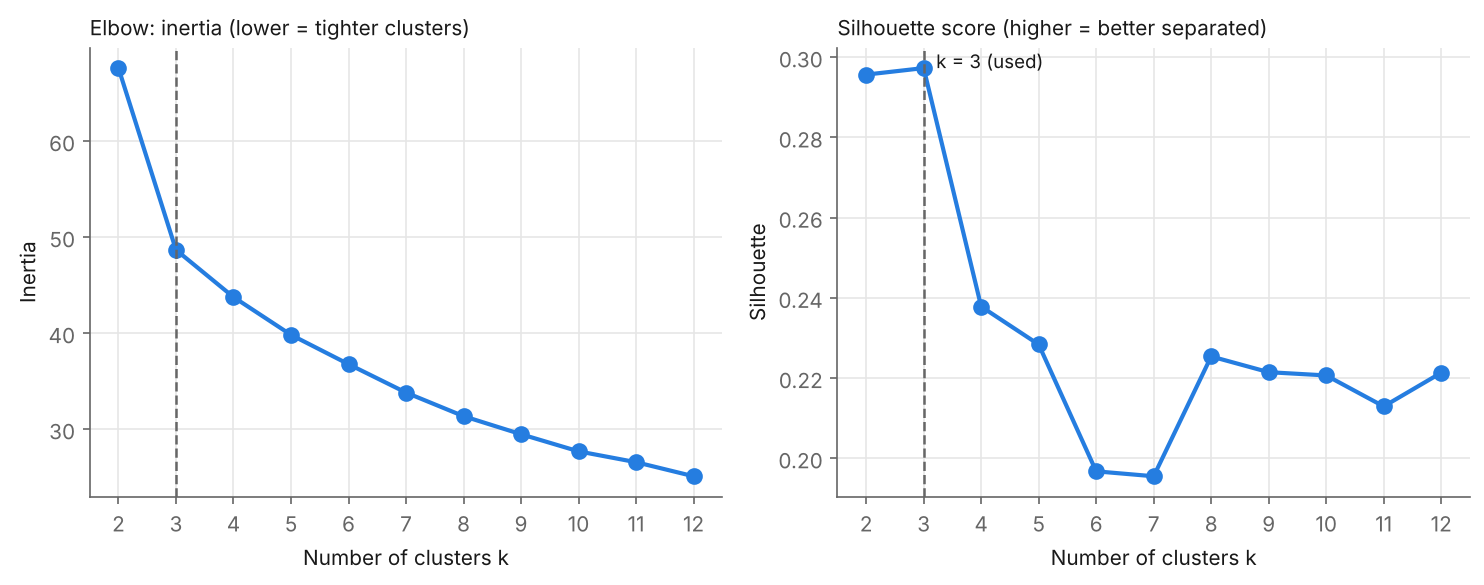 Elbow: inertia (lower = tighter clusters)
Inertia
60
50
40
30
2 3 4 5 6 7 8 9 10 11 12
Number of clusters k
Silhouette score (higher = better separated)
k = 3 (used)
Silhouette
0.30
0.28
0.26
0.24
0.22
0.20
2 3 4 5 6 7 8 9 10 11 12
Number of clusters k